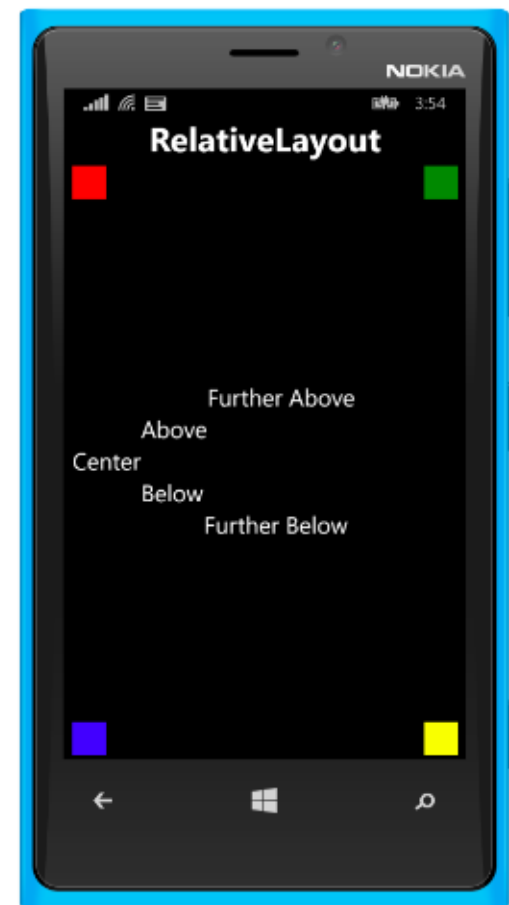 NOKIA
3:54
RelativeLayout
Further Above
Above
Center
Below
Further Below